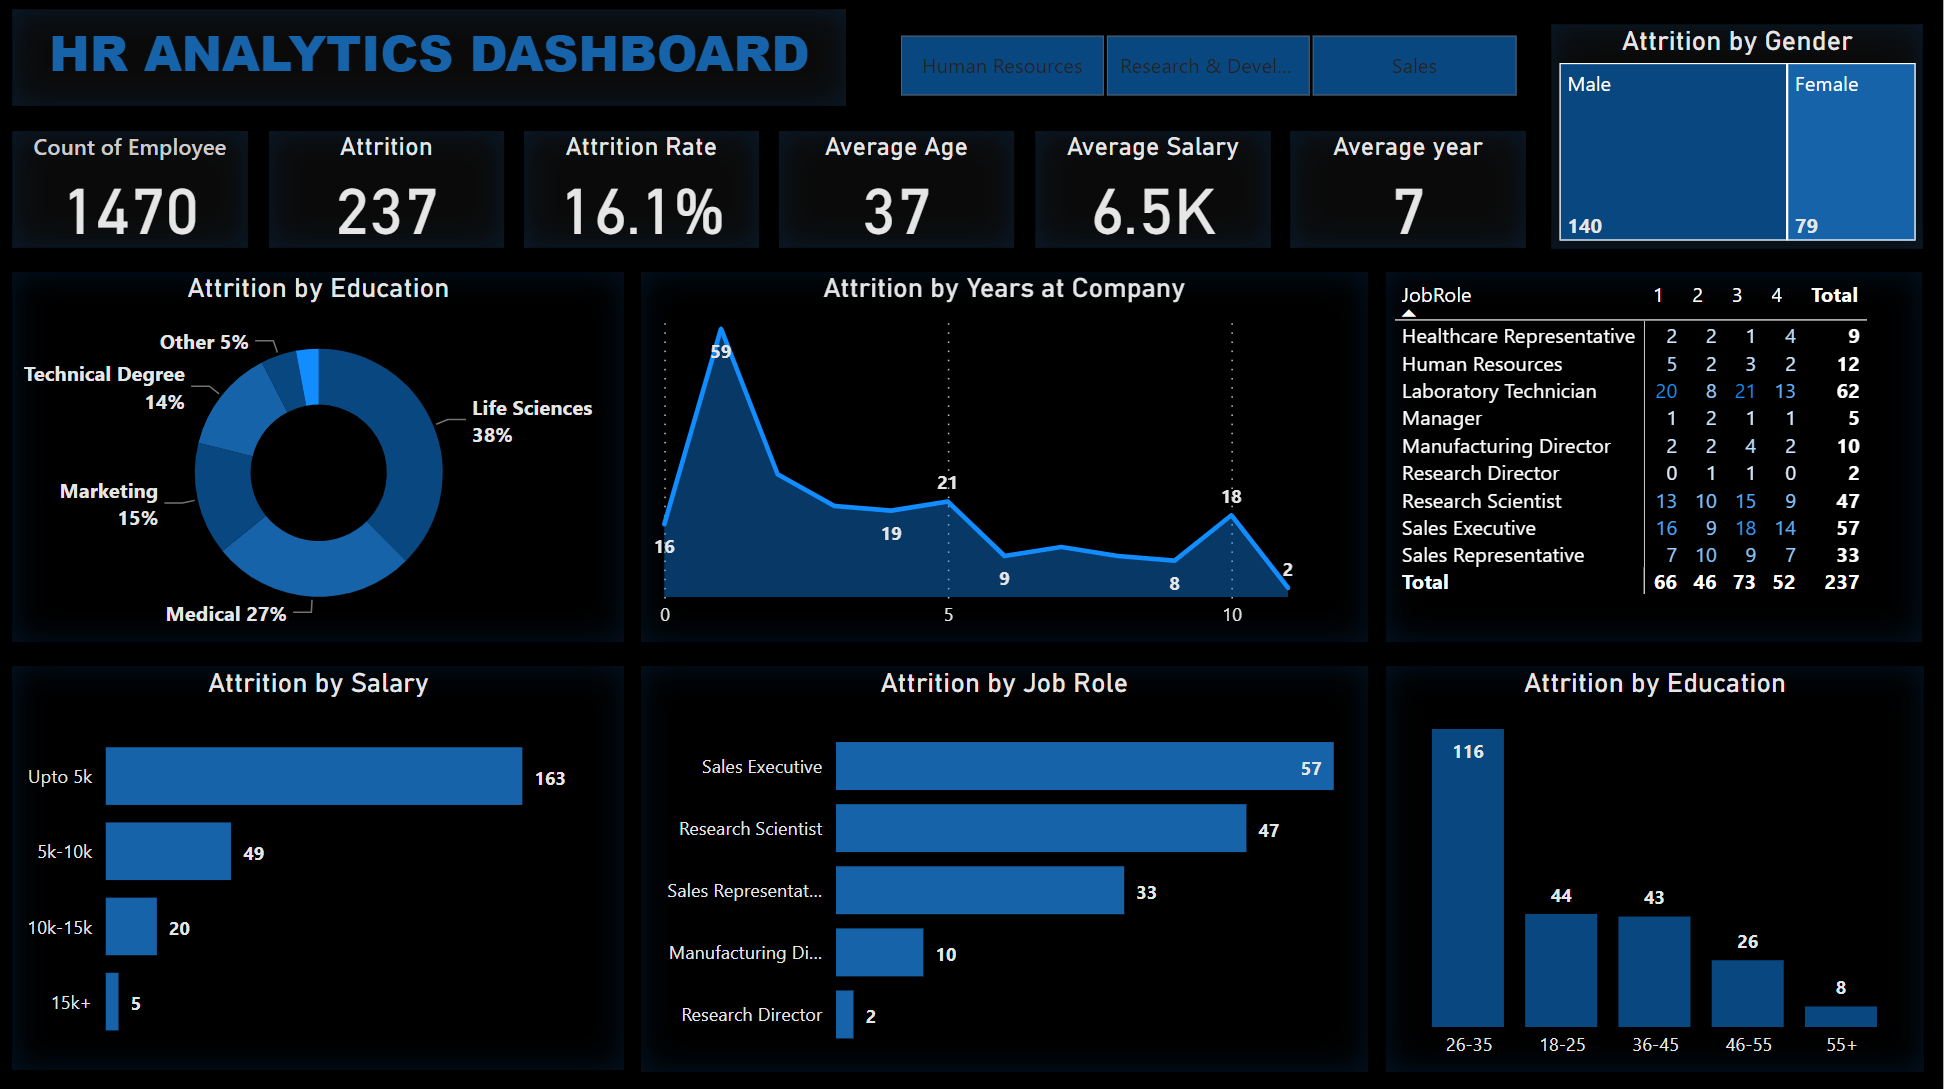 HR ANALYTICS DASHBOARD
Human Resources
Research & Devel...
Sales
Attrition by Gender
Male
Female
140
79
Count of Employee
1470
Attrition
237
Attrition Rate
16.1%
Average Age
37
Average Salary
6.5K
Average year
7
Attrition by Education
Other 5%
Technical Degree
14%
Life Sciences
38%
Marketing
15%
Medical 27%
Attrition by Years at Company
59
16
19
21
9
8
18
2
0
5
10
JobRole 1 2 3 4 Total
Healthcare Representative 2 2 1 4 9
Human Resources 5 2 3 2 12
Laboratory Technician 20 8 21 13 62
Manager 1 2 1 1 5
Manufacturing Director 2 2 4 2 10
Research Director 0 1 1 0 2
Research Scientist 13 10 15 9 47
Sales Executive 16 9 18 14 57
Sales Representative 7 10 9 7 33
Total 66 46 73 52 237
Attrition by Salary
Upto 5k 163
5k-10k 49
10k-15k 20
15k+ 5
Attrition by Job Role
Sales Executive 57
Research Scientist 47
Sales Representat... 33
Manufacturing Di... 10
Research Director 2
Attrition by Education
116
44
43
26
8
26-35
18-25
36-45
46-55
55+